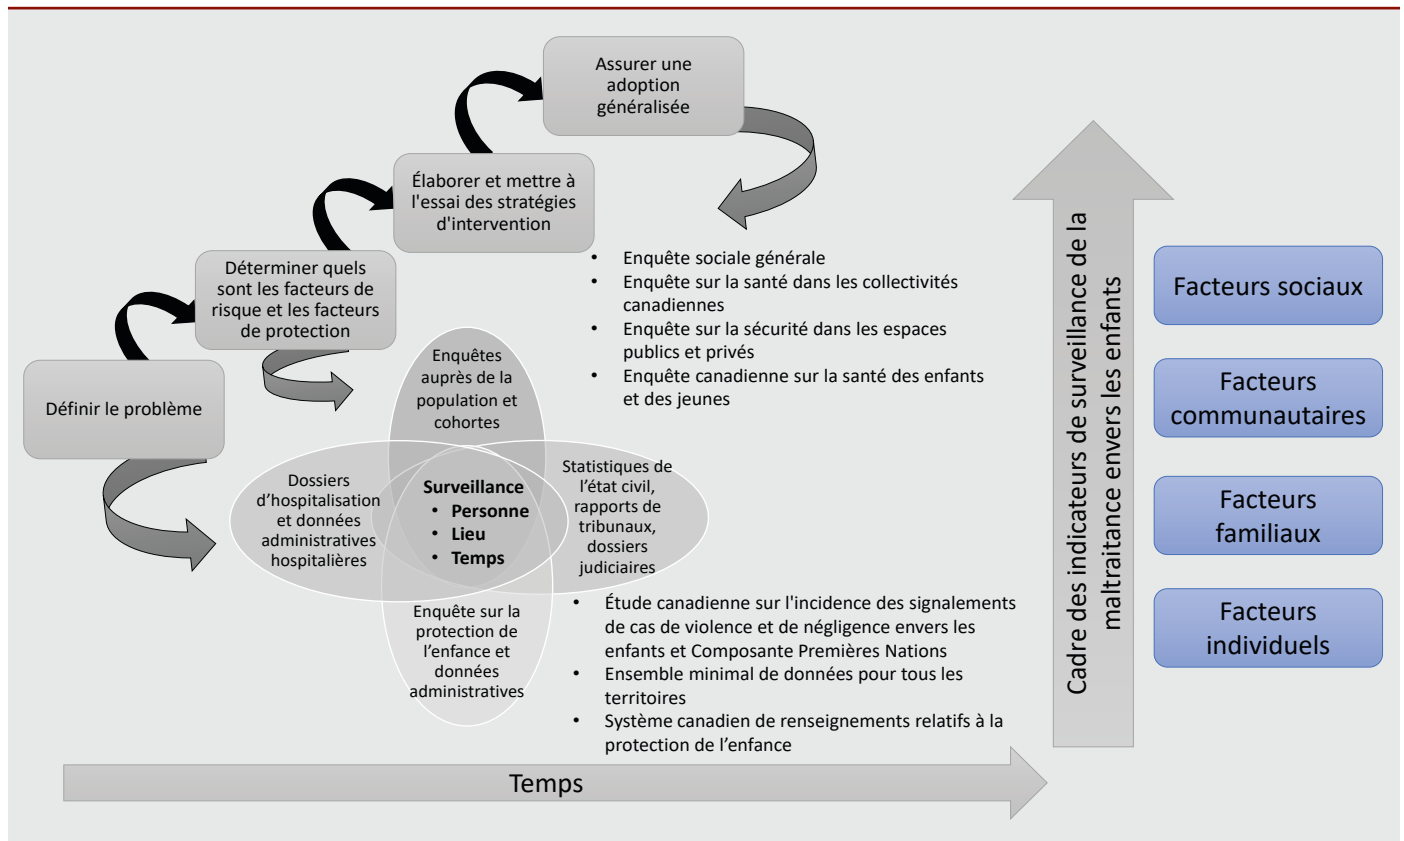 Assurer une
adoption
généralisée
Élaborer et mettre à
l'essai des stratégies
d'intervention
Déterminer quels
sont les facteurs de
risque et les facteurs
de protection
Définir le problème
• Enquête sociale générale
• Enquête sur la santé dans les collectivités
canadiennes
• Enquête sur la sécurité dans les espaces
publics et privés
• Enquête canadienne sur la santé des enfants
et des jeunes
Enquêtes
auprès de la
population et
cohortes
Dossiers
d’hospitalisation
et données
administratives
hospitalières
Surveillance
• Personne
• Lieu
• Temps
Statistiques de
l’état civil,
rapports de
tribunaux,
dossiers
judiciaires
Enquête sur la
protection de
l’enfance et
données
administratives
• Étude canadienne sur l'incidence des signalements
de cas de violence et de négligence envers les
enfants et Composante Premières Nations
• Ensemble minimal de données pour tous les
territoires
• Système canadien de renseignements relatifs à la
protection de l’enfance
Temps
Cadre des indicateurs de surveillance de la
maltraitance envers les enfants
Facteurs sociaux
Facteurs
communautaires
Facteurs
familiaux
Facteurs
individuels